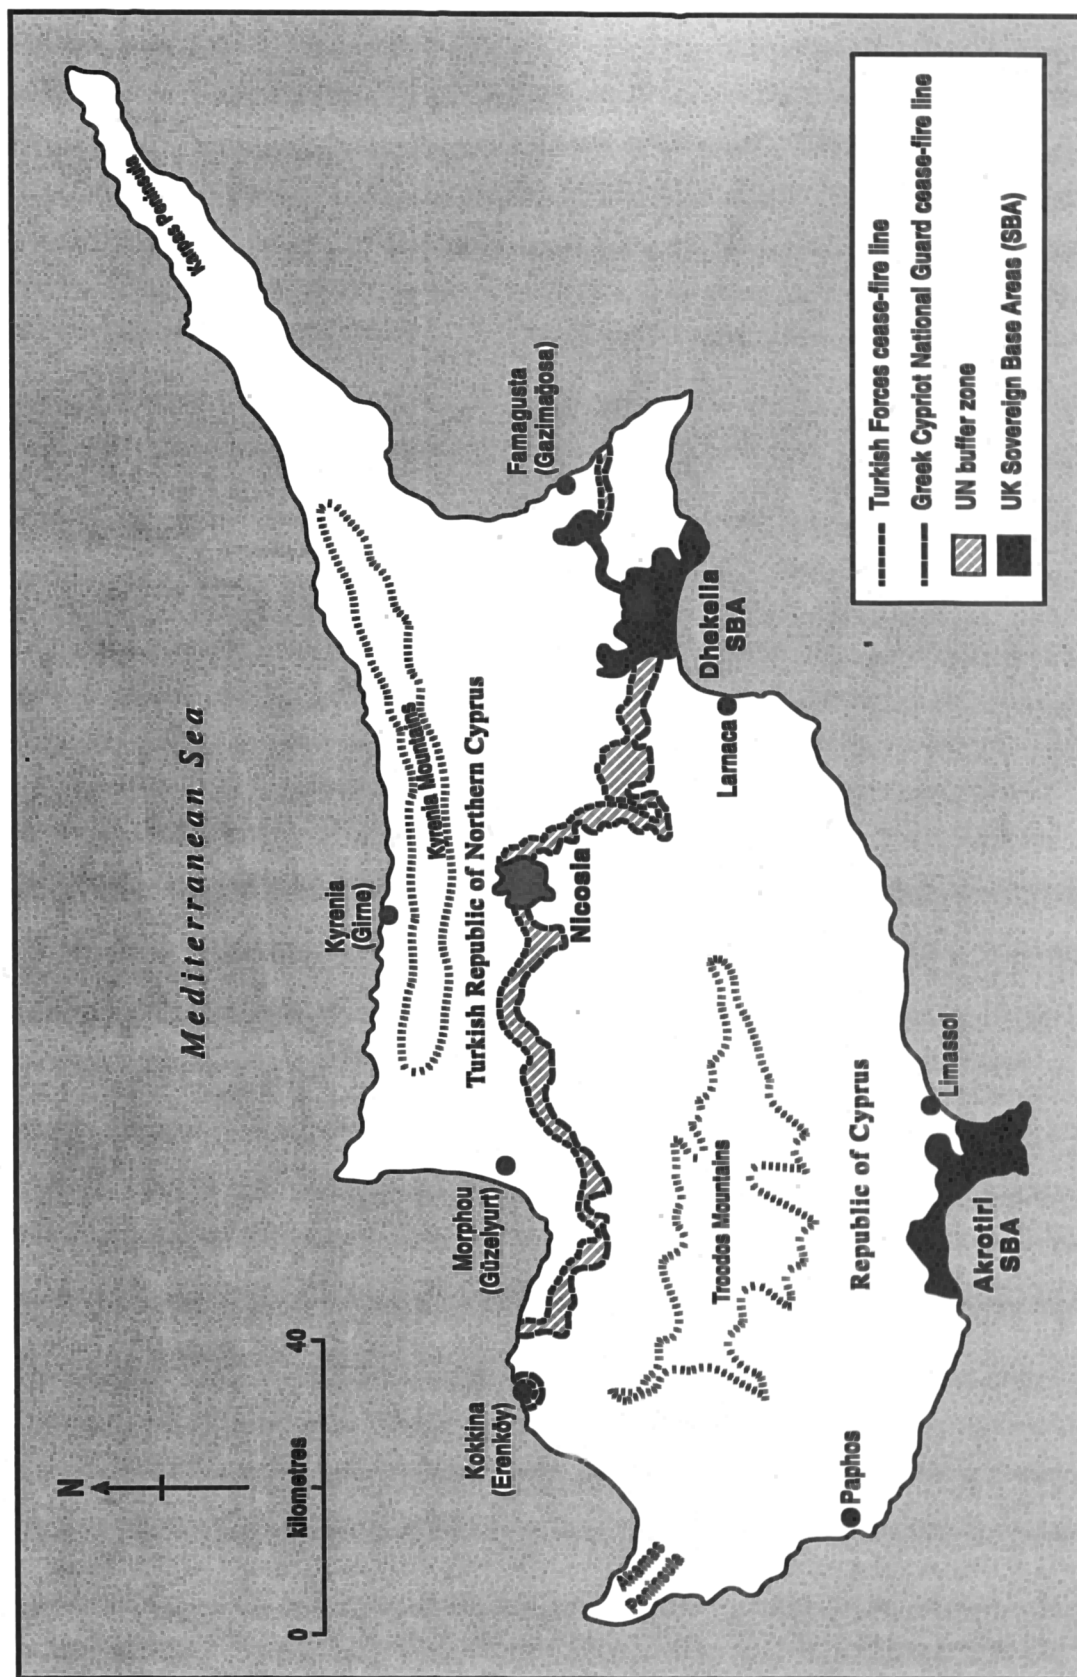 N
0
40
kilometres
Mediterranean Sea
Karpas Peninsula
Kyrenia
(Girne)
Kyrenia Mountains
Turkish Republic of Northern Cyprus
Famagusta
(Gazimağosa)
Morphou
(Güzelyurt)
Kokkina
(Erenköy)
Nicosia
Dhekelia
SBA
Larnaca
Akamas
Peninsula
Troodos Mountains
Republic of Cyprus
Paphos
Limassol
Akrotiri
SBA
Turkish Forces cease-fire line
Greek Cypriot National Guard cease-fire line
UN buffer zone
UK Sovereign Base Areas (SBA)